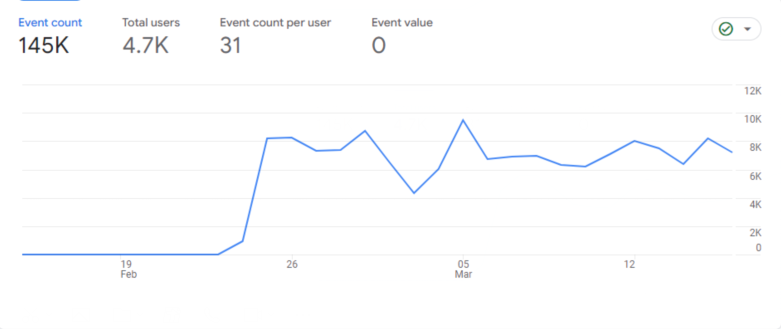 Event count
145K
Total users
4.7K
Event count per user
31
Event value
0
12K
10K
8K
6K
4K
2K
0
19
Feb
26
05
Mar
12